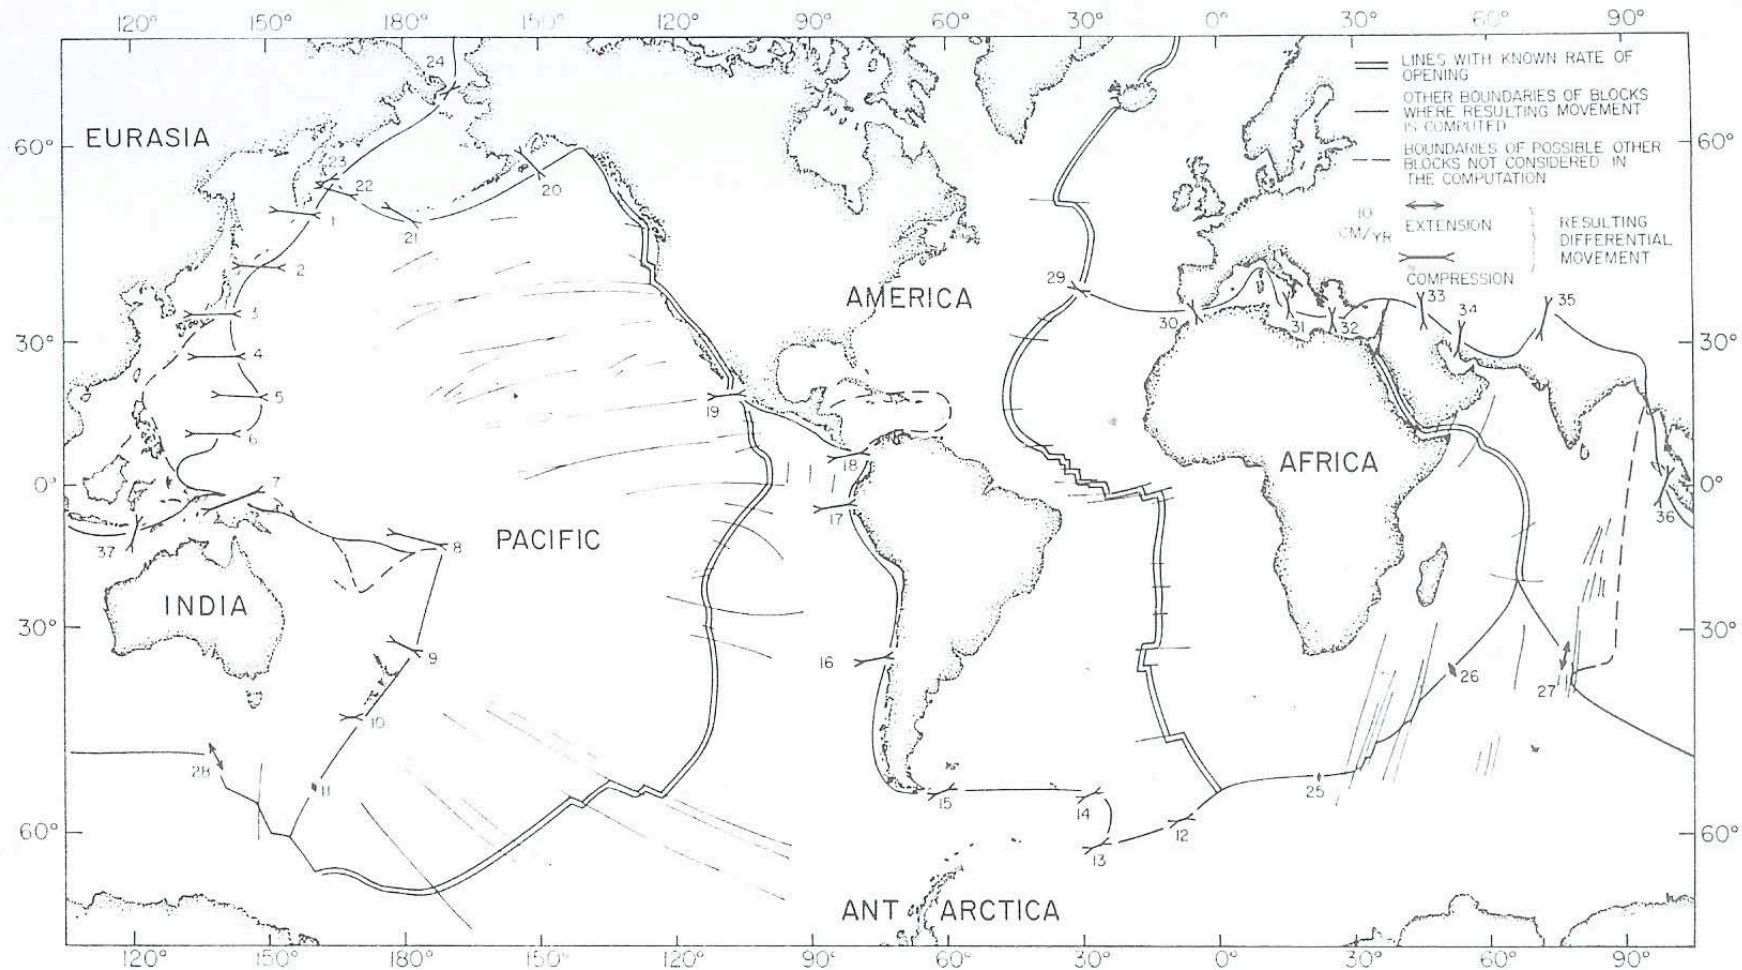 120° 150° 180° 150° 120° 90° 60° 30° 0° 30° 60° 90°
LINES WITH KNOWN RATE OF
OPENING
OTHER BOUNDARIES OF BLOCKS
WHERE RESULTING MOVEMENT
IS COMPUTED
BOUNDARIES OF POSSIBLE OTHER
BLOCKS NOT CONSIDERED IN
THE COMPUTATION
10
CM/YR
EXTENSION
COMPRESSION
RESULTING
DIFFERENTIAL
MOVEMENT
24
EURASIA
60° 60°
23
22
20
1
21
2
29
AMERICA
33
35
34
3
30
31
32
30° 30°
4
5
19
6
18
AFRICA
7
0° 0°
17
36
37
8
PACIFIC
INDIA
30° 30°
9
16
26
27
10
28
11
15
14
25
12
60° 60°
13
ANT ARCTICA
120° 150° 180° 150° 120° 90° 60° 30° 0° 30° 60° 90°